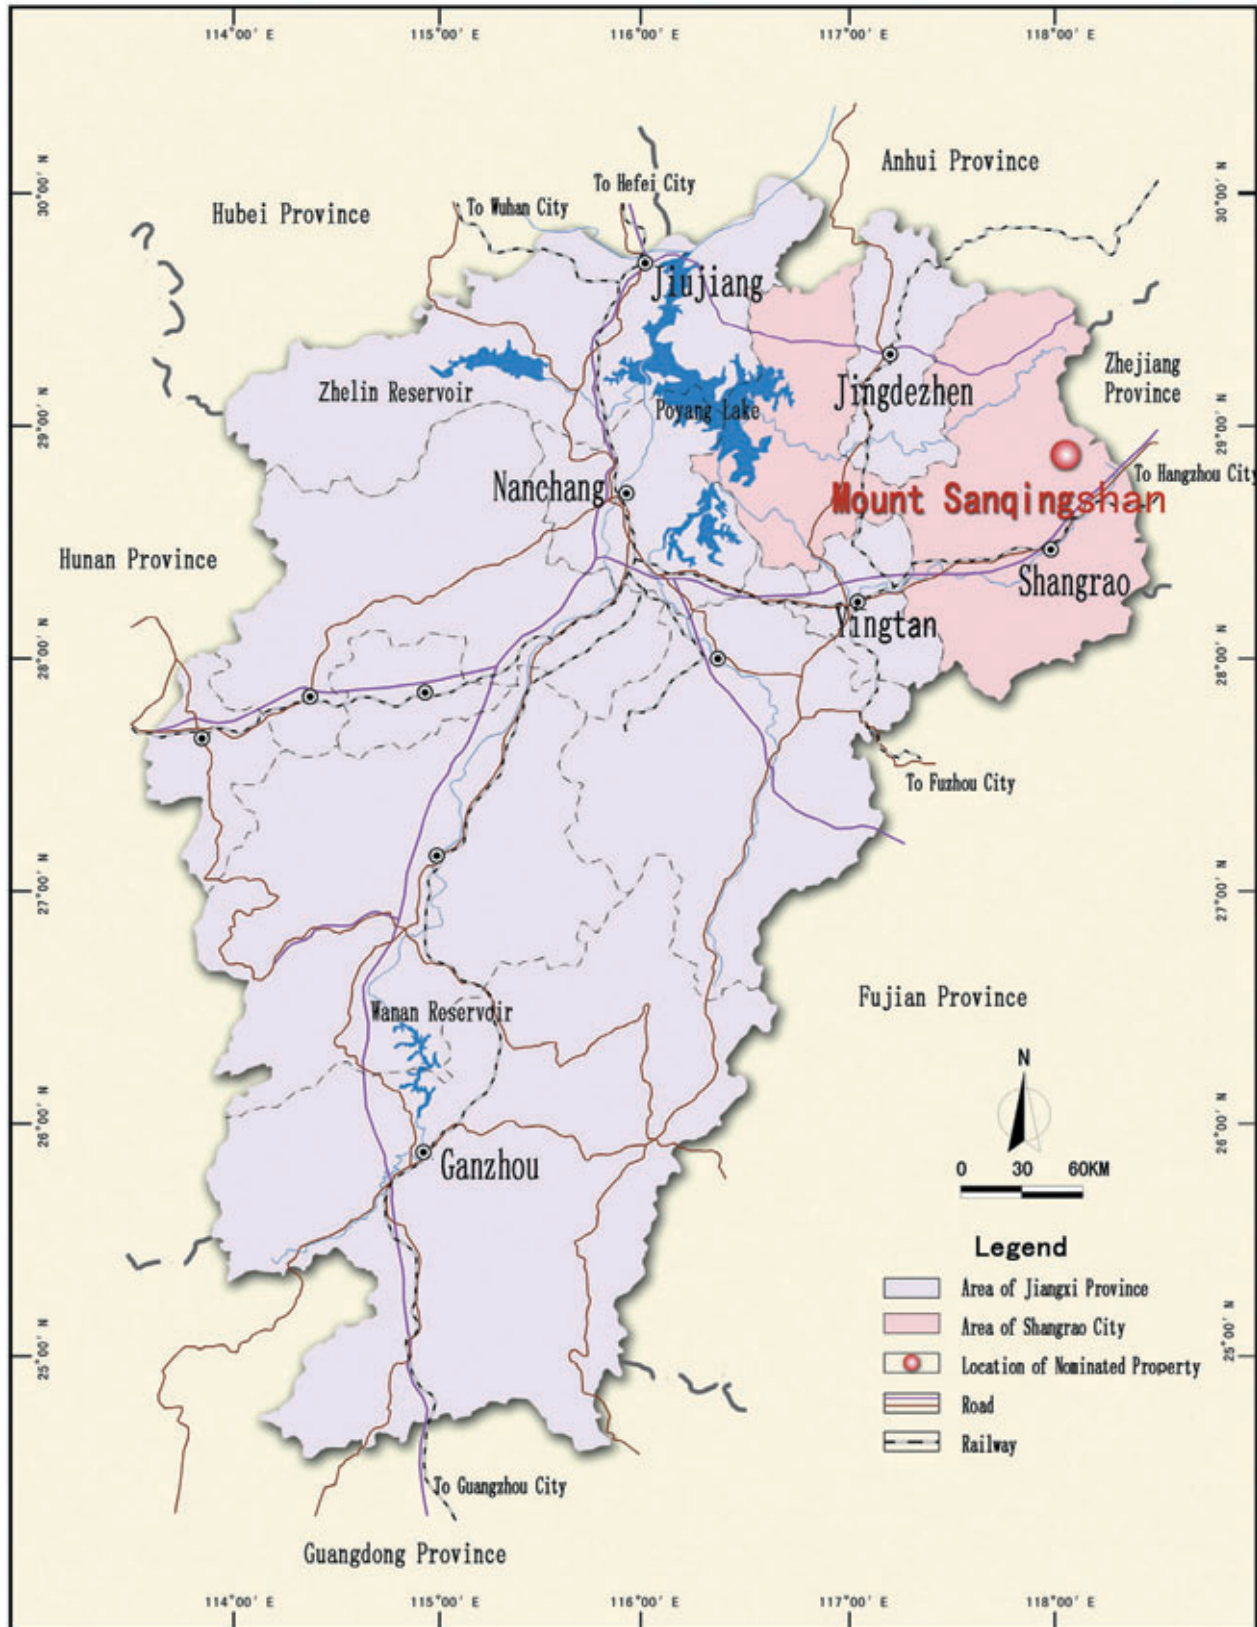 114°00′ E
115°00′ E
116°00′ E
117°00′ E
118°00′ E
30°00′ N
30°00′ N
Anhui Province
To Hefei City
Hubei Province
To Wuhan City
Jiujiang
Zhejiang
Province
Zhelin Reservoir
Jingdezhen
Poyang Lake
29°00′ N
29°00′ N
To Hangzhou City
Nanchang
Mount Sanqingshan
Hunan Province
Shangrao
Yingtan
28°00′ N
28°00′ N
To Fuzhou City
27°00′ N
27°00′ N
Fujian Province
Wanan Reservoir
N
26°00′ N
26°00′ N
0 30 60KM
Ganzhou
Legend
Area of Jiangxi Province
Area of Shangrao City
25°00′ N
25°00′ N
Location of Nominated Property
Road
Railway
To Guangzhou City
Guangdong Province
114°00′ E
115°00′ E
116°00′ E
117°00′ E
118°00′ E